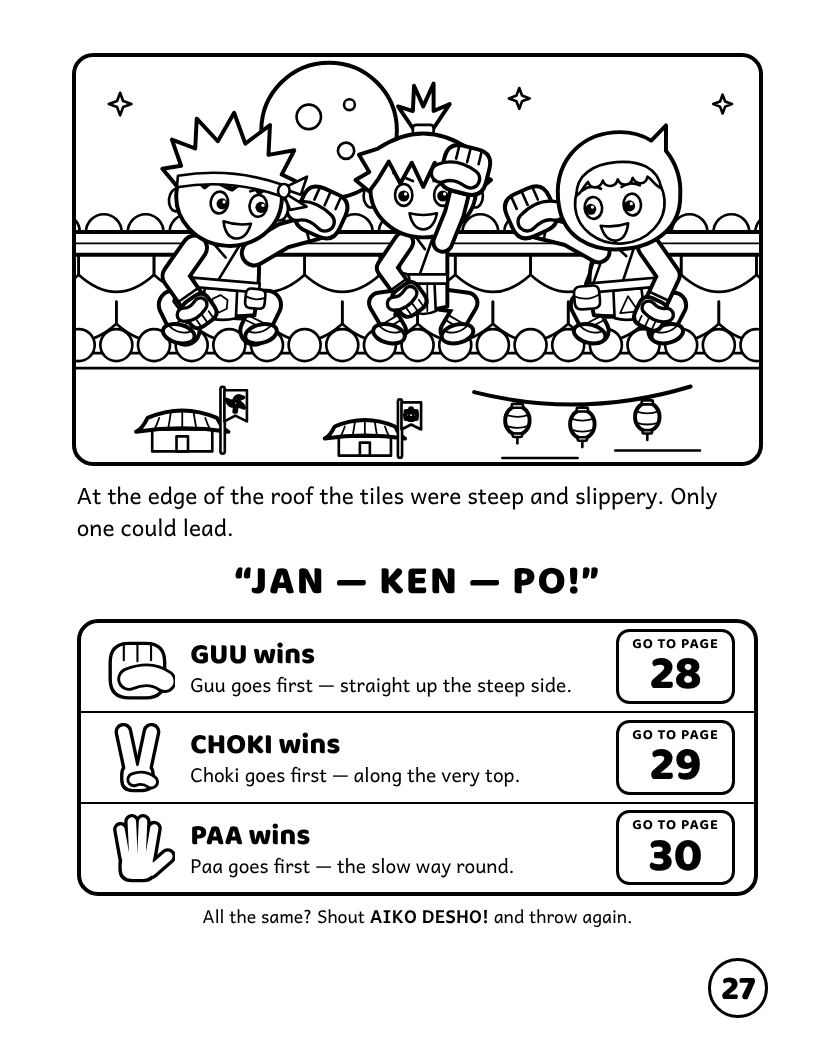 At the edge of the roof the tiles were steep and slippery. Only
one could lead.
“JAN — KEN — PO!”
GUU wins
Guu goes first — straight up the steep side.
GO TO PAGE
28
CHOKI wins
Choki goes first — along the very top.
GO TO PAGE
29
PAA wins
Paa goes first — the slow way round.
GO TO PAGE
30
All the same? Shout AIKO DESHO! and throw again.
27